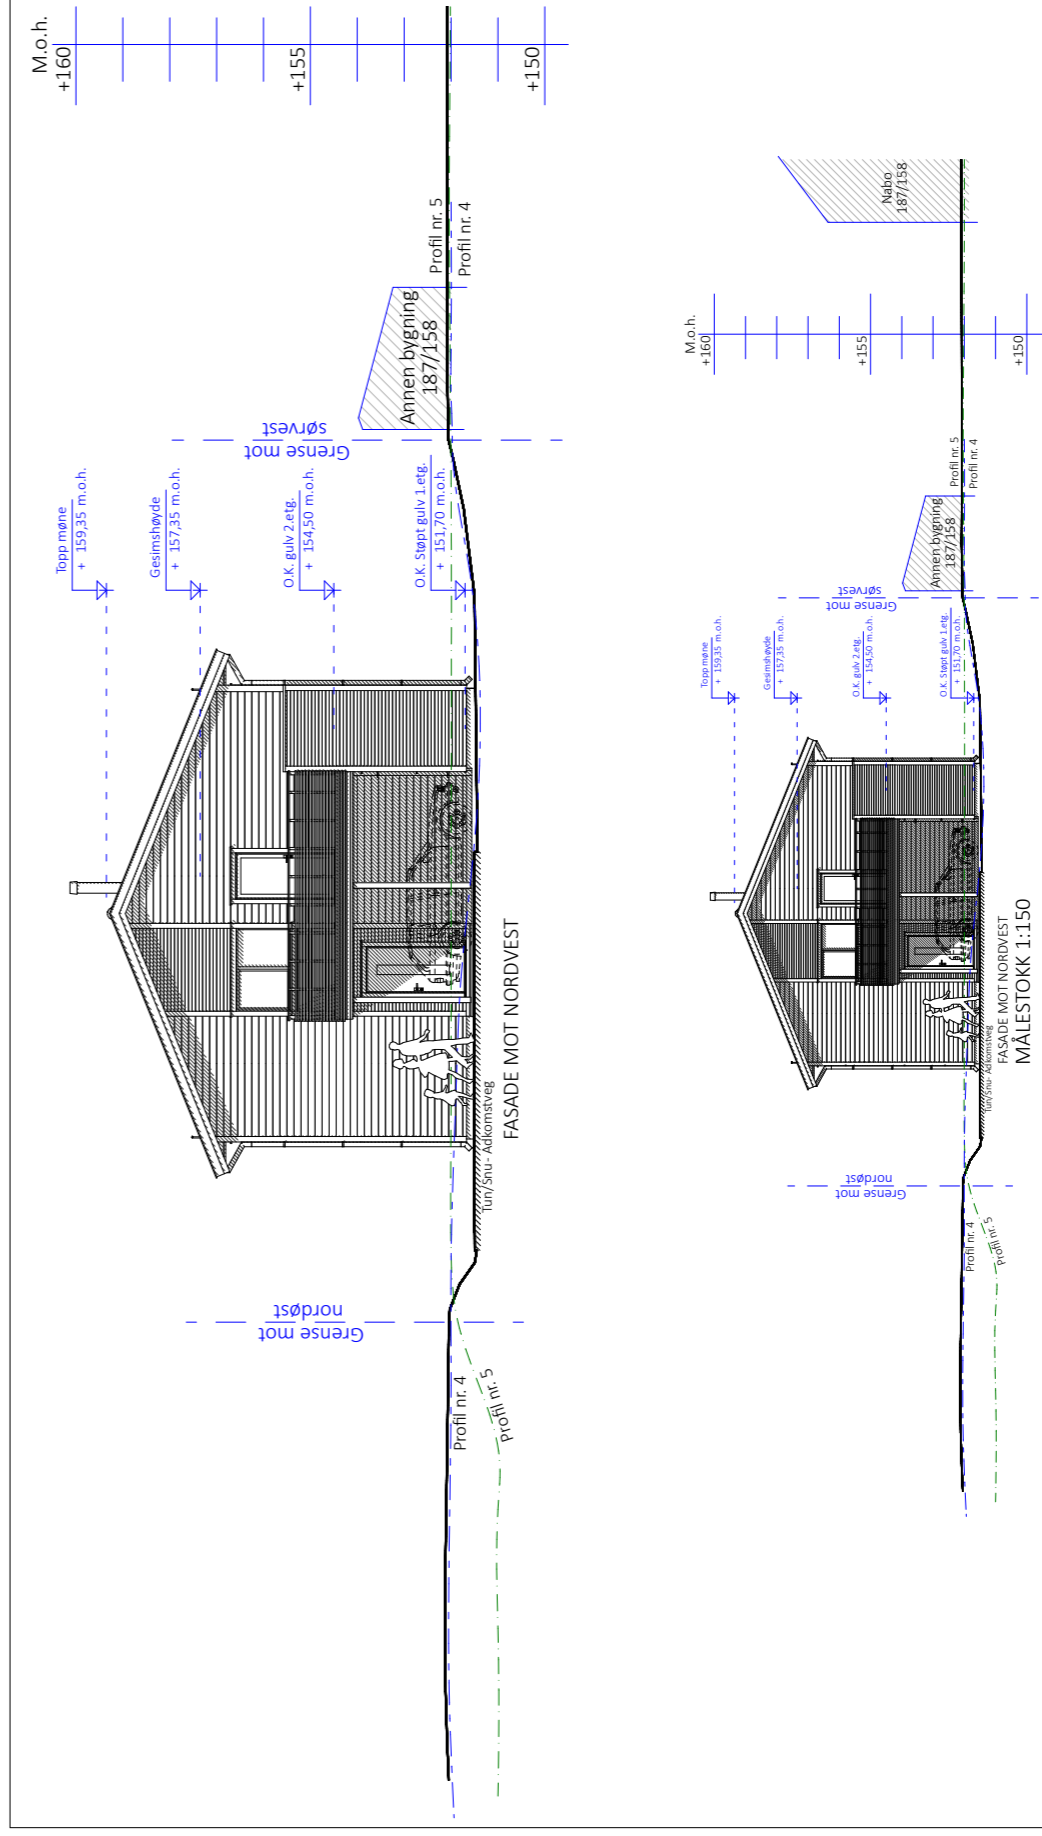 M.o.h.
+160
+155
+150
Topp møne
+ 159,35 m.o.h.
Gesimshøyde
+ 157,35 m.o.h.
O.K. gulv 2.etg.
+ 154,50 m.o.h.
O.K. Støpt gulv 1.etg.
+ 151,70 m.o.h.
Grense mot
sørvest
Annen bygning
187/158
Profil nr. 5
Profil nr. 4
Grense mot
nordøst
Profil nr. 4
Profil nr. 5
Tun/Snu- Adkomstveg
FASADE MOT NORDVEST
M.o.h.
+160
+155
+150
Nabo
187/158
Topp møne
+ 159,35 m.o.h.
Gesimshøyde
+ 157,35 m.o.h.
O.K. gulv 2.etg.
+ 154,50 m.o.h.
O.K. Støpt gulv 1.etg.
+ 151,70 m.o.h.
Grense mot
sørvest
Annen bygning
187/158
Profil nr. 5
Profil nr. 4
Grense mot
nordøst
Profil nr. 4
Profil nr. 5
Tun/Snu- Adkomstveg
FASADE MOT NORDVEST
MÅLESTOKK 1:150